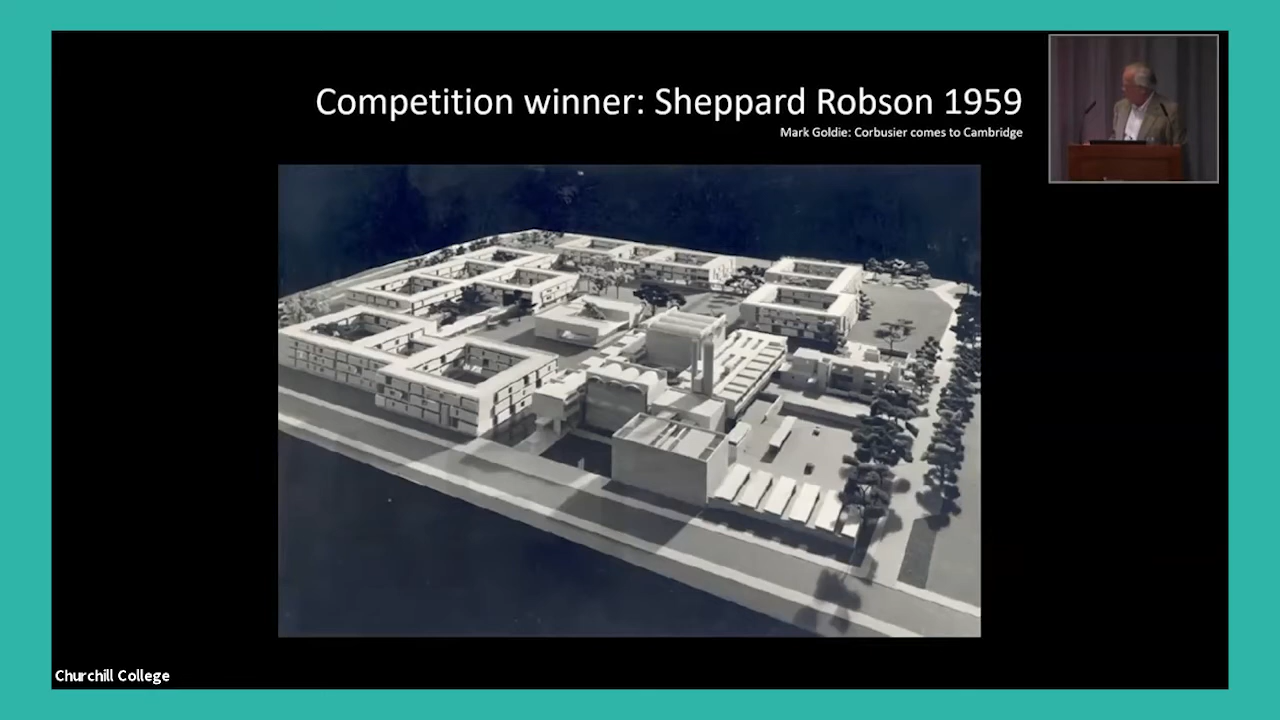 Competition winner: Sheppard Robson 1959
Mark Goldie: Corbusier comes to Cambridge
Churchill College